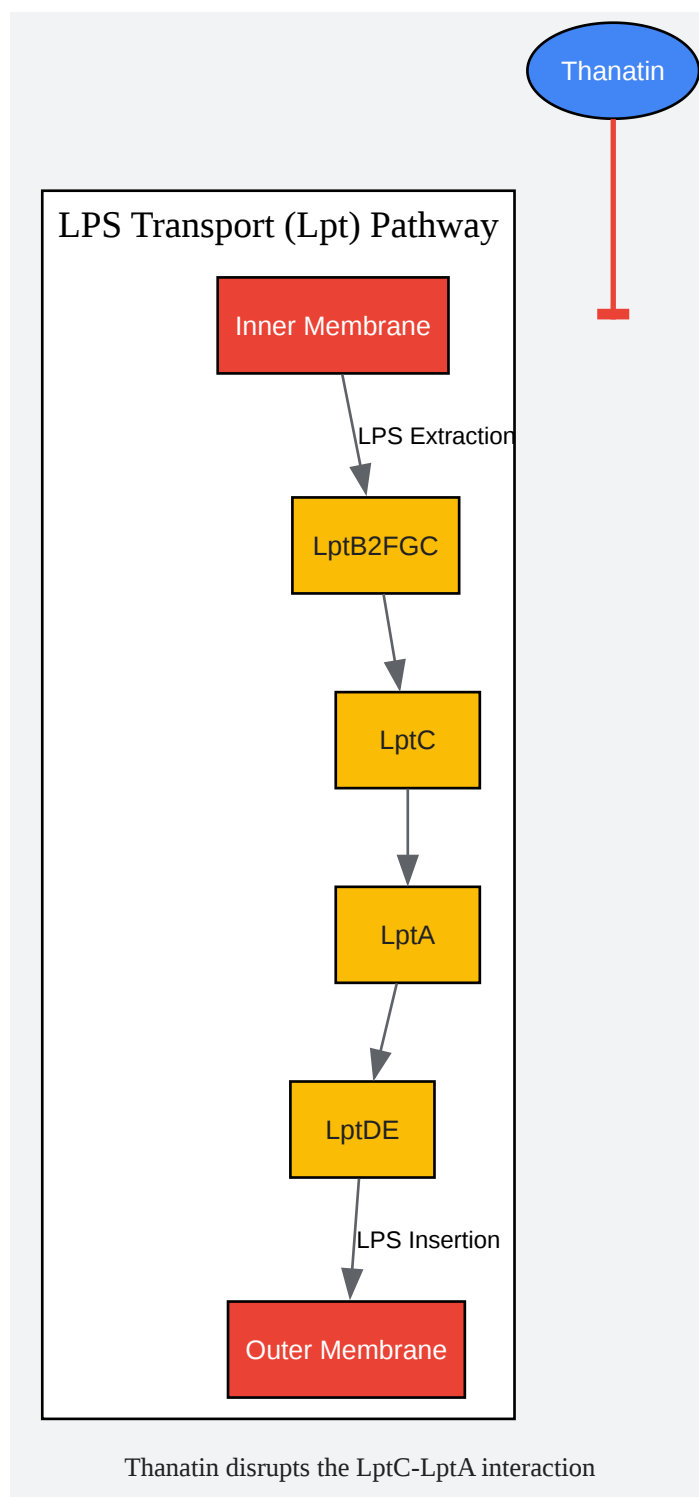 Thanatin
LPS Transport (Lpt) Pathway
Inner Membrane
LPS Extraction
LptB2FGC
LptC
LptA
LptDE
LPS Insertion
Outer Membrane
Thanatin disrupts the LptC-LptA interaction